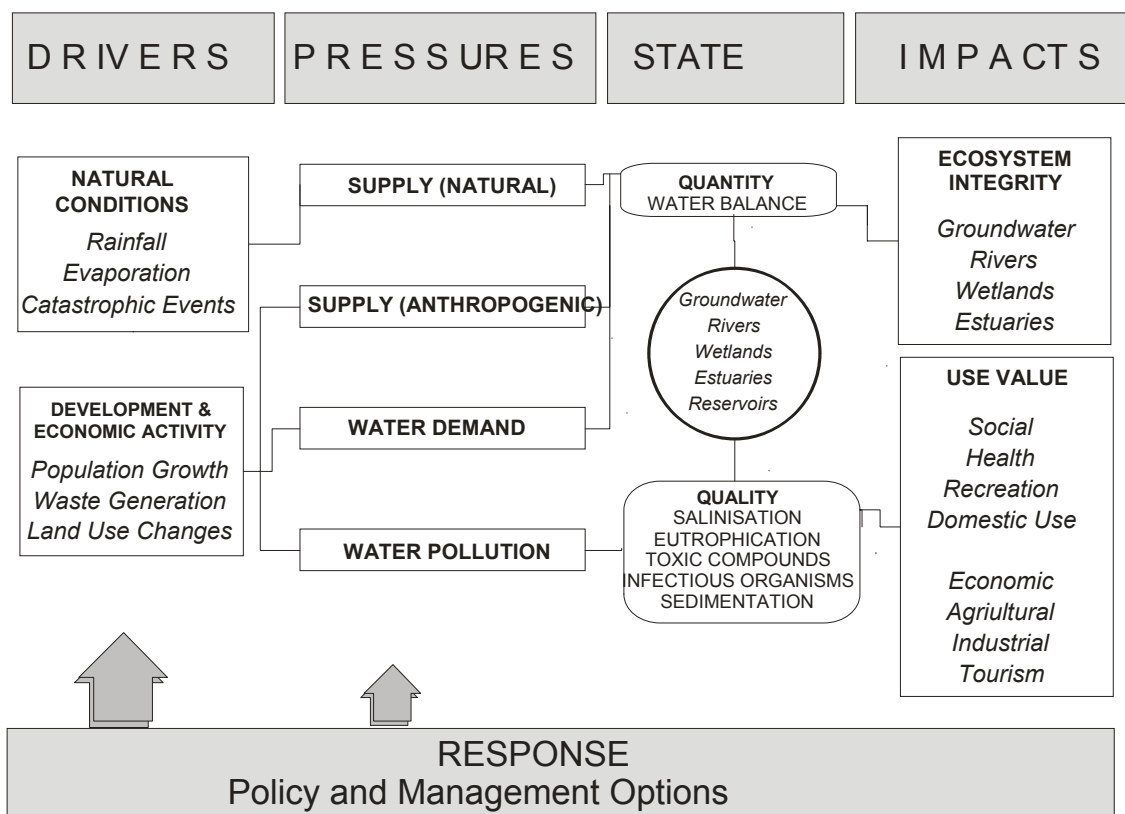 DRIVERS
PRESSURES
STATE
IMPACTS
NATURAL
CONDITIONS
Rainfall
Evaporation
Catastrophic Events
DEVELOPMENT &
ECONOMIC ACTIVITY
Population Growth
Waste Generation
Land Use Changes
SUPPLY (NATURAL)
SUPPLY (ANTHROPOGENIC)
WATER DEMAND
WATER POLLUTION
QUANTITY
WATER BALANCE
Groundwater
Rivers
Wetlands
Estuaries
Reservoirs
QUALITY
SALINISATION
EUTROPHICATION
TOXIC COMPOUNDS
INFECTIOUS ORGANISMS
SEDIMENTATION
ECOSYSTEM
INTEGRITY
Groundwater
Rivers
Wetlands
Estuaries
USE VALUE
Social
Health
Recreation
Domestic Use
Economic
Agriultural
Industrial
Tourism
RESPONSE
Policy and Management Options